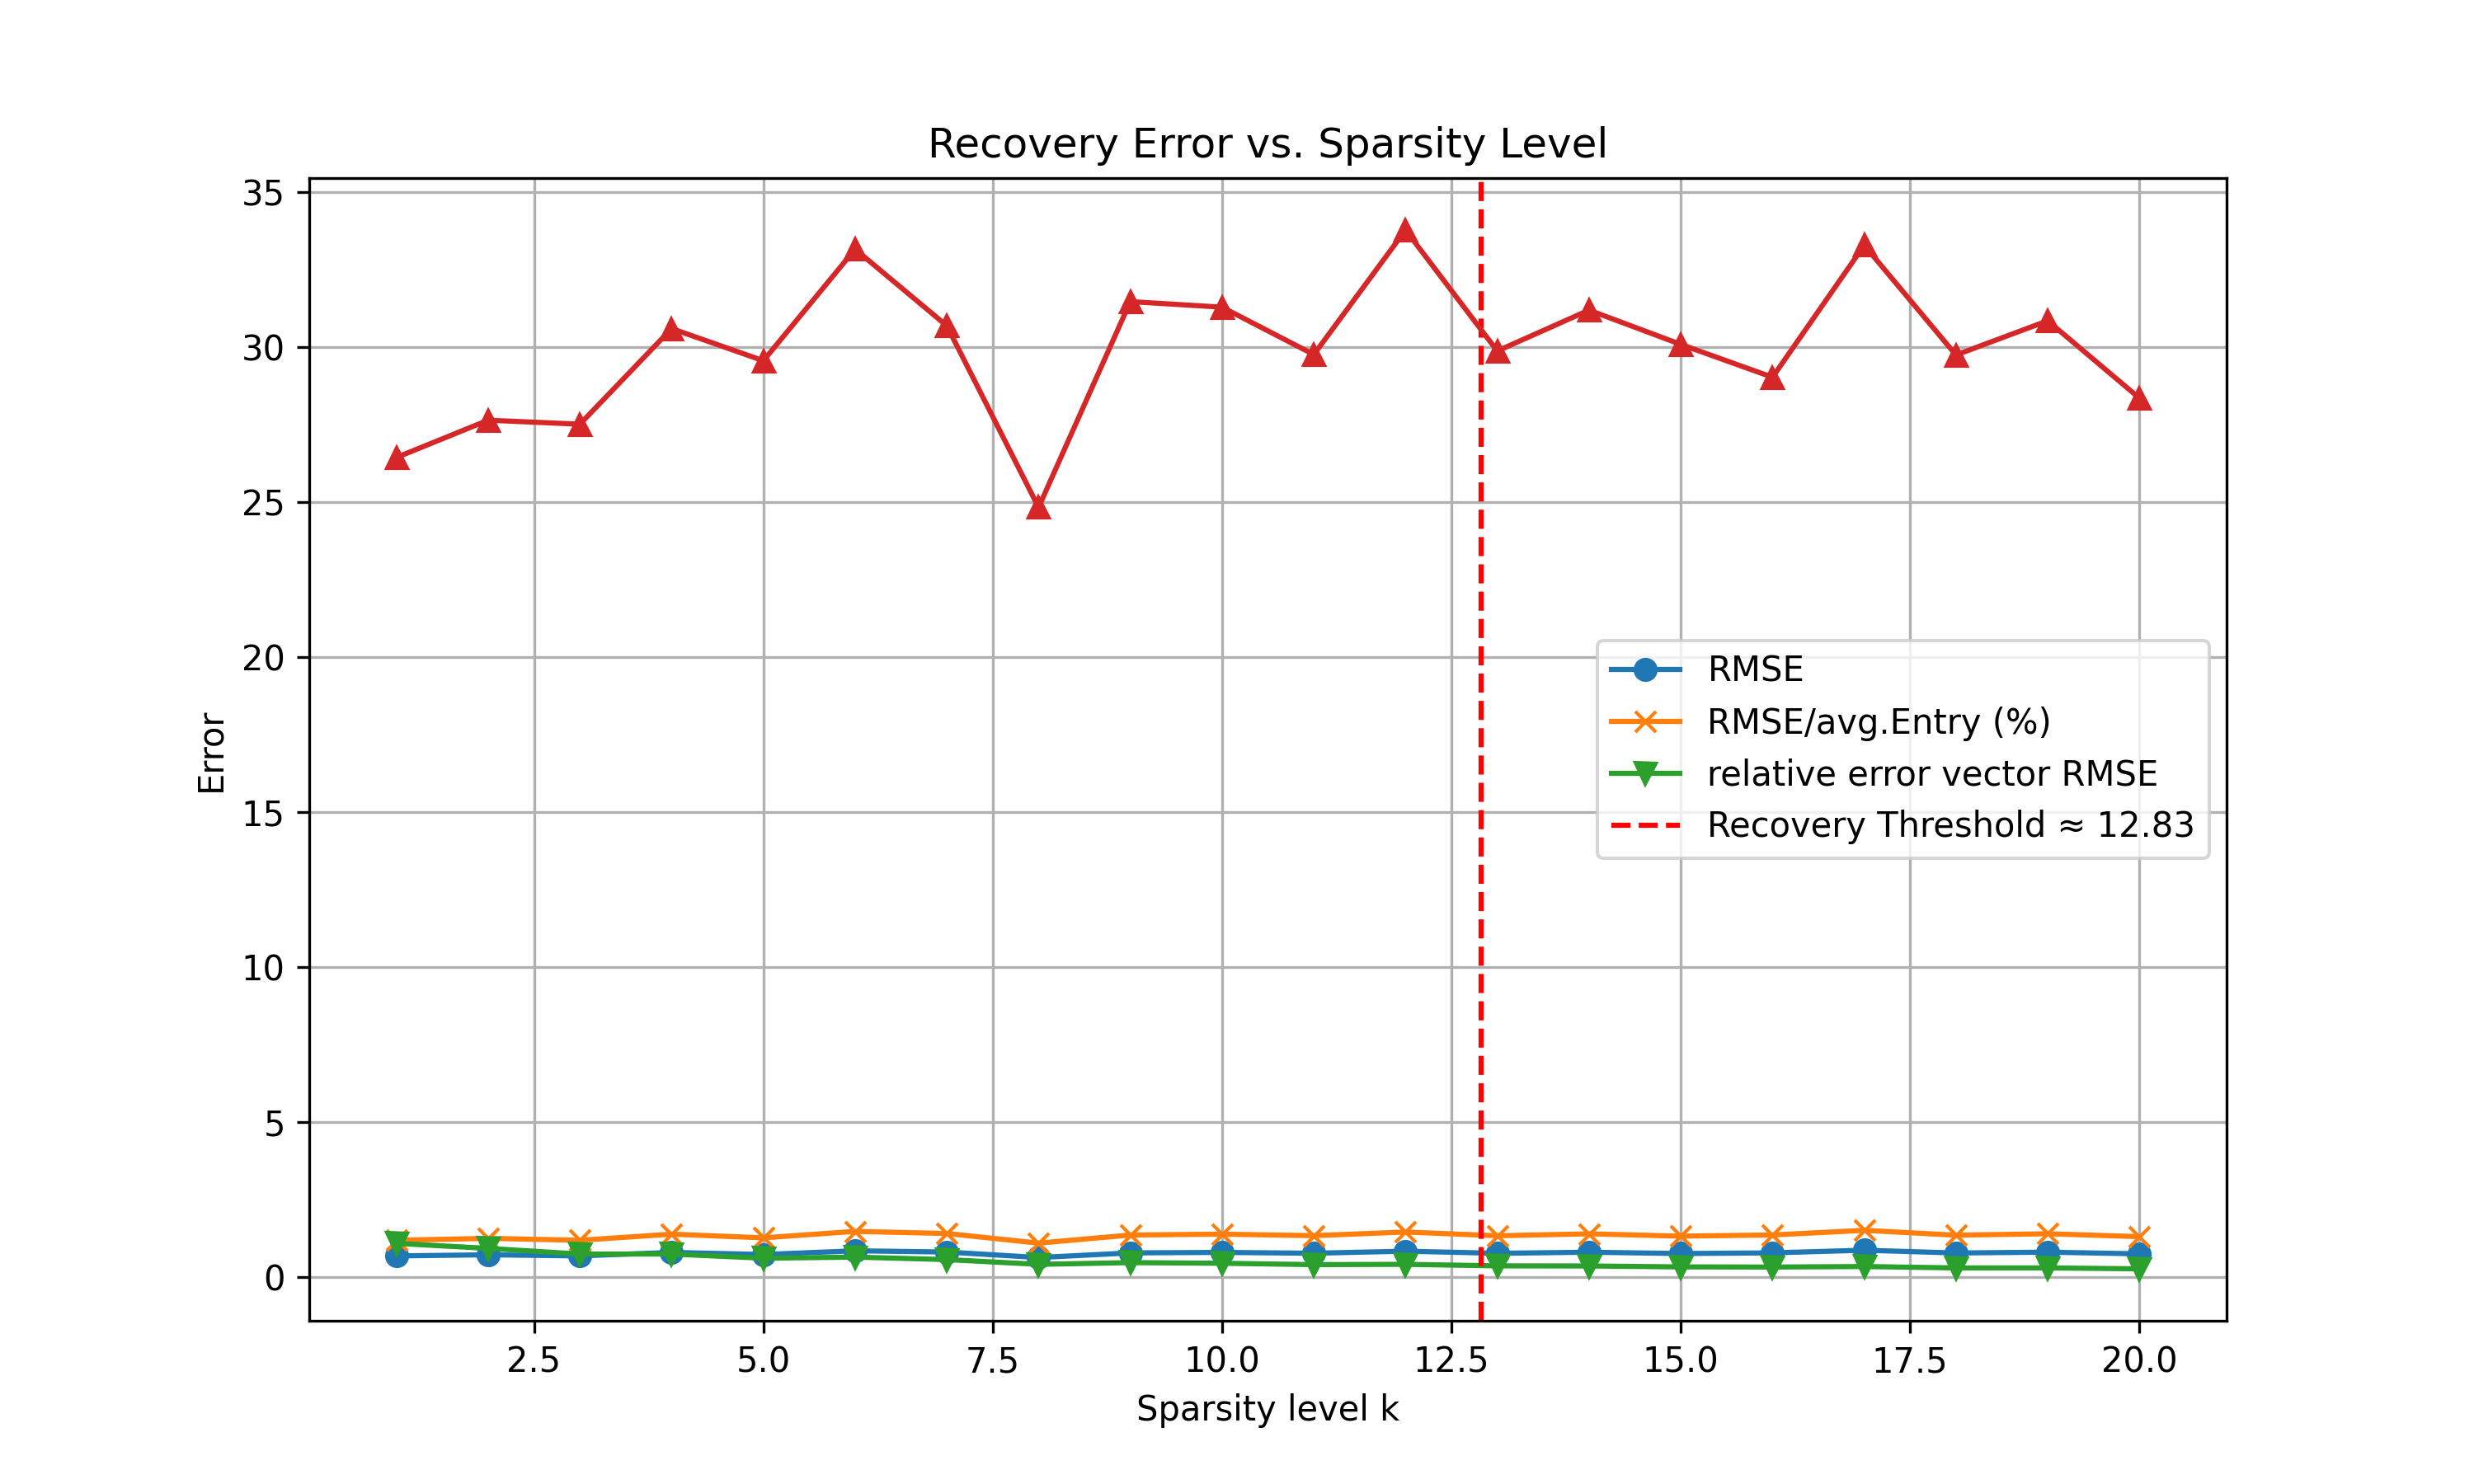 Recovery Error vs. Sparsity Level
35
30
25
20
15
10
5
0
Error
RMSE
RMSE/avg.Entry (%)
relative error vector RMSE
Recovery Threshold ≈ 12.83
2.5 5.0 7.5 10.0 12.5 15.0 17.5 20.0
Sparsity level k